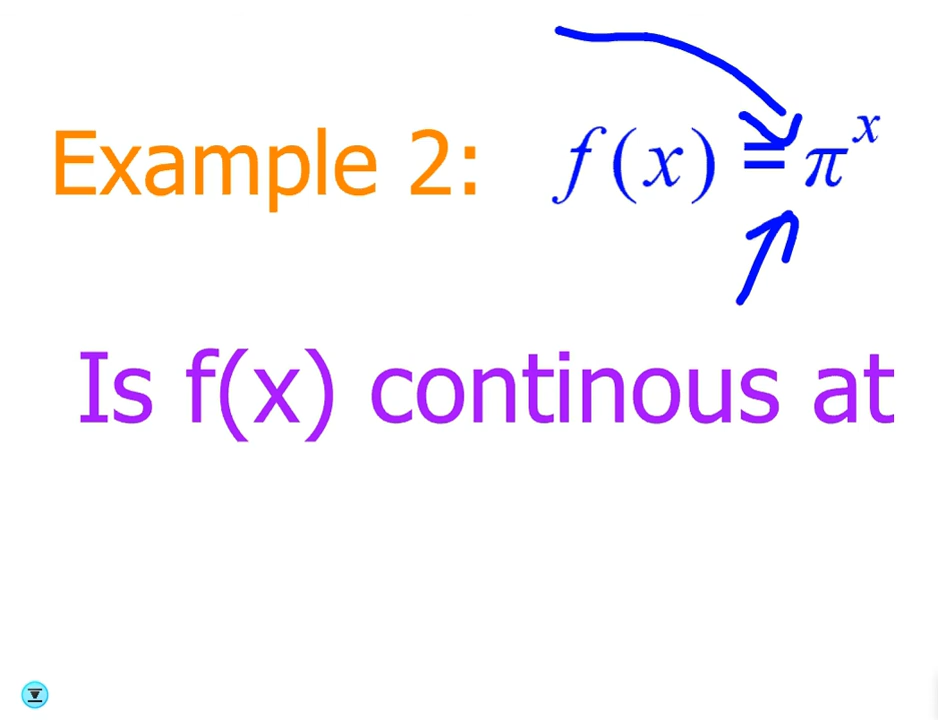 Example 2: f(x) = π^x
Is f(x) continous at